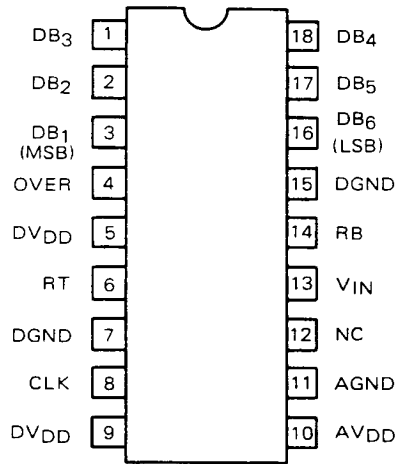 DB3 1 18 DB4
DB2 2 17 DB5
DB1 3 16 DB6
(MSB) (LSB)
OVER 4 15 DGND
DVDD 5 14 RB
RT 6 13 VIN
DGND 7 12 NC
CLK 8 11 AGND
DVDD 9 10 AVDD